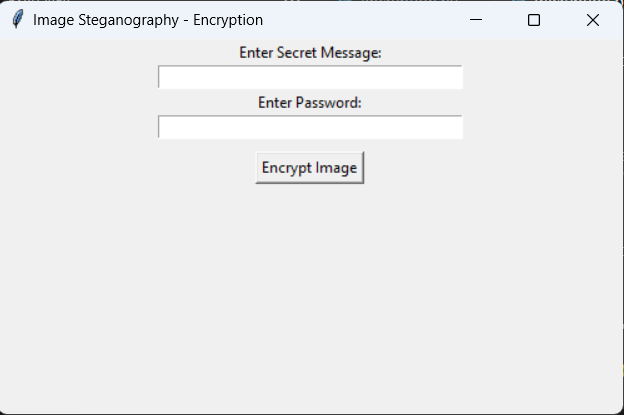 Image Steganography - Encryption
Enter Secret Message:
Enter Password:
Encrypt Image